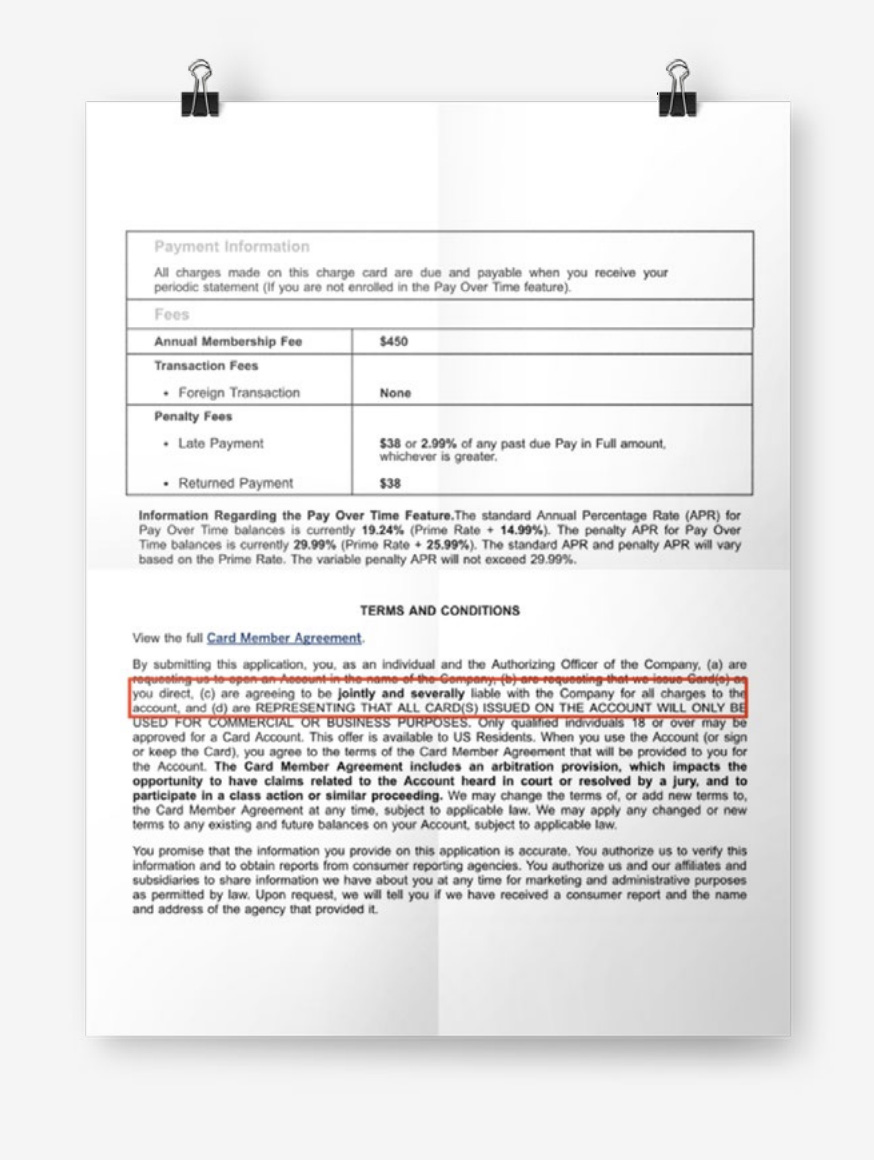 Payment Information
All charges made on this charge card are due and payable when you receive your
periodic statement (If you are not enrolled in the Pay Over Time feature).
Fees
Annual Membership Fee $450
Transaction Fees
• Foreign Transaction None
Penalty Fees
• Late Payment $38 or 2.99% of any past due Pay in Full amount,
whichever is greater.
• Returned Payment $38
Information Regarding the Pay Over Time Feature.The standard Annual Percentage Rate (APR) for
Pay Over Time balances is currently 19.24% (Prime Rate + 14.99%). The penalty APR for Pay Over
Time balances is currently 29.99% (Prime Rate + 25.99%). The standard APR and penalty APR will vary
based on the Prime Rate. The variable penalty APR will not exceed 29.99%.
TERMS AND CONDITIONS
View the full Card Member Agreement.
By submitting this application, you, as an individual and the Authorizing Officer of the Company, (a) are
requesting us to open an Account in the name of the Company, (b) are requesting that we issue Card(s) as
you direct, (c) are agreeing to be jointly and severally liable with the Company for all charges to the
account, and (d) are REPRESENTING THAT ALL CARD(S) ISSUED ON THE ACCOUNT WILL ONLY BE
USED FOR COMMERCIAL OR BUSINESS PURPOSES. Only qualified individuals 18 or over may be
approved for a Card Account. This offer is available to US Residents. When you use the Account (or sign
or keep the Card), you agree to the terms of the Card Member Agreement that will be provided to you for
the Account. The Card Member Agreement includes an arbitration provision, which impacts the
opportunity to have claims related to the Account heard in court or resolved by a jury, and to
participate in a class action or similar proceeding. We may change the terms of, or add new terms to,
the Card Member Agreement at any time, subject to applicable law. We may apply any changed or new
terms to any existing and future balances on your Account, subject to applicable law.
You promise that the information you provide on this application is accurate. You authorize us to verify this
information and to obtain reports from consumer reporting agencies. You authorize us and our affiliates and
subsidiaries to share information we have about you at any time for marketing and administrative purposes
as permitted by law. Upon request, we will tell you if we have received a consumer report and the name
and address of the agency that provided it.